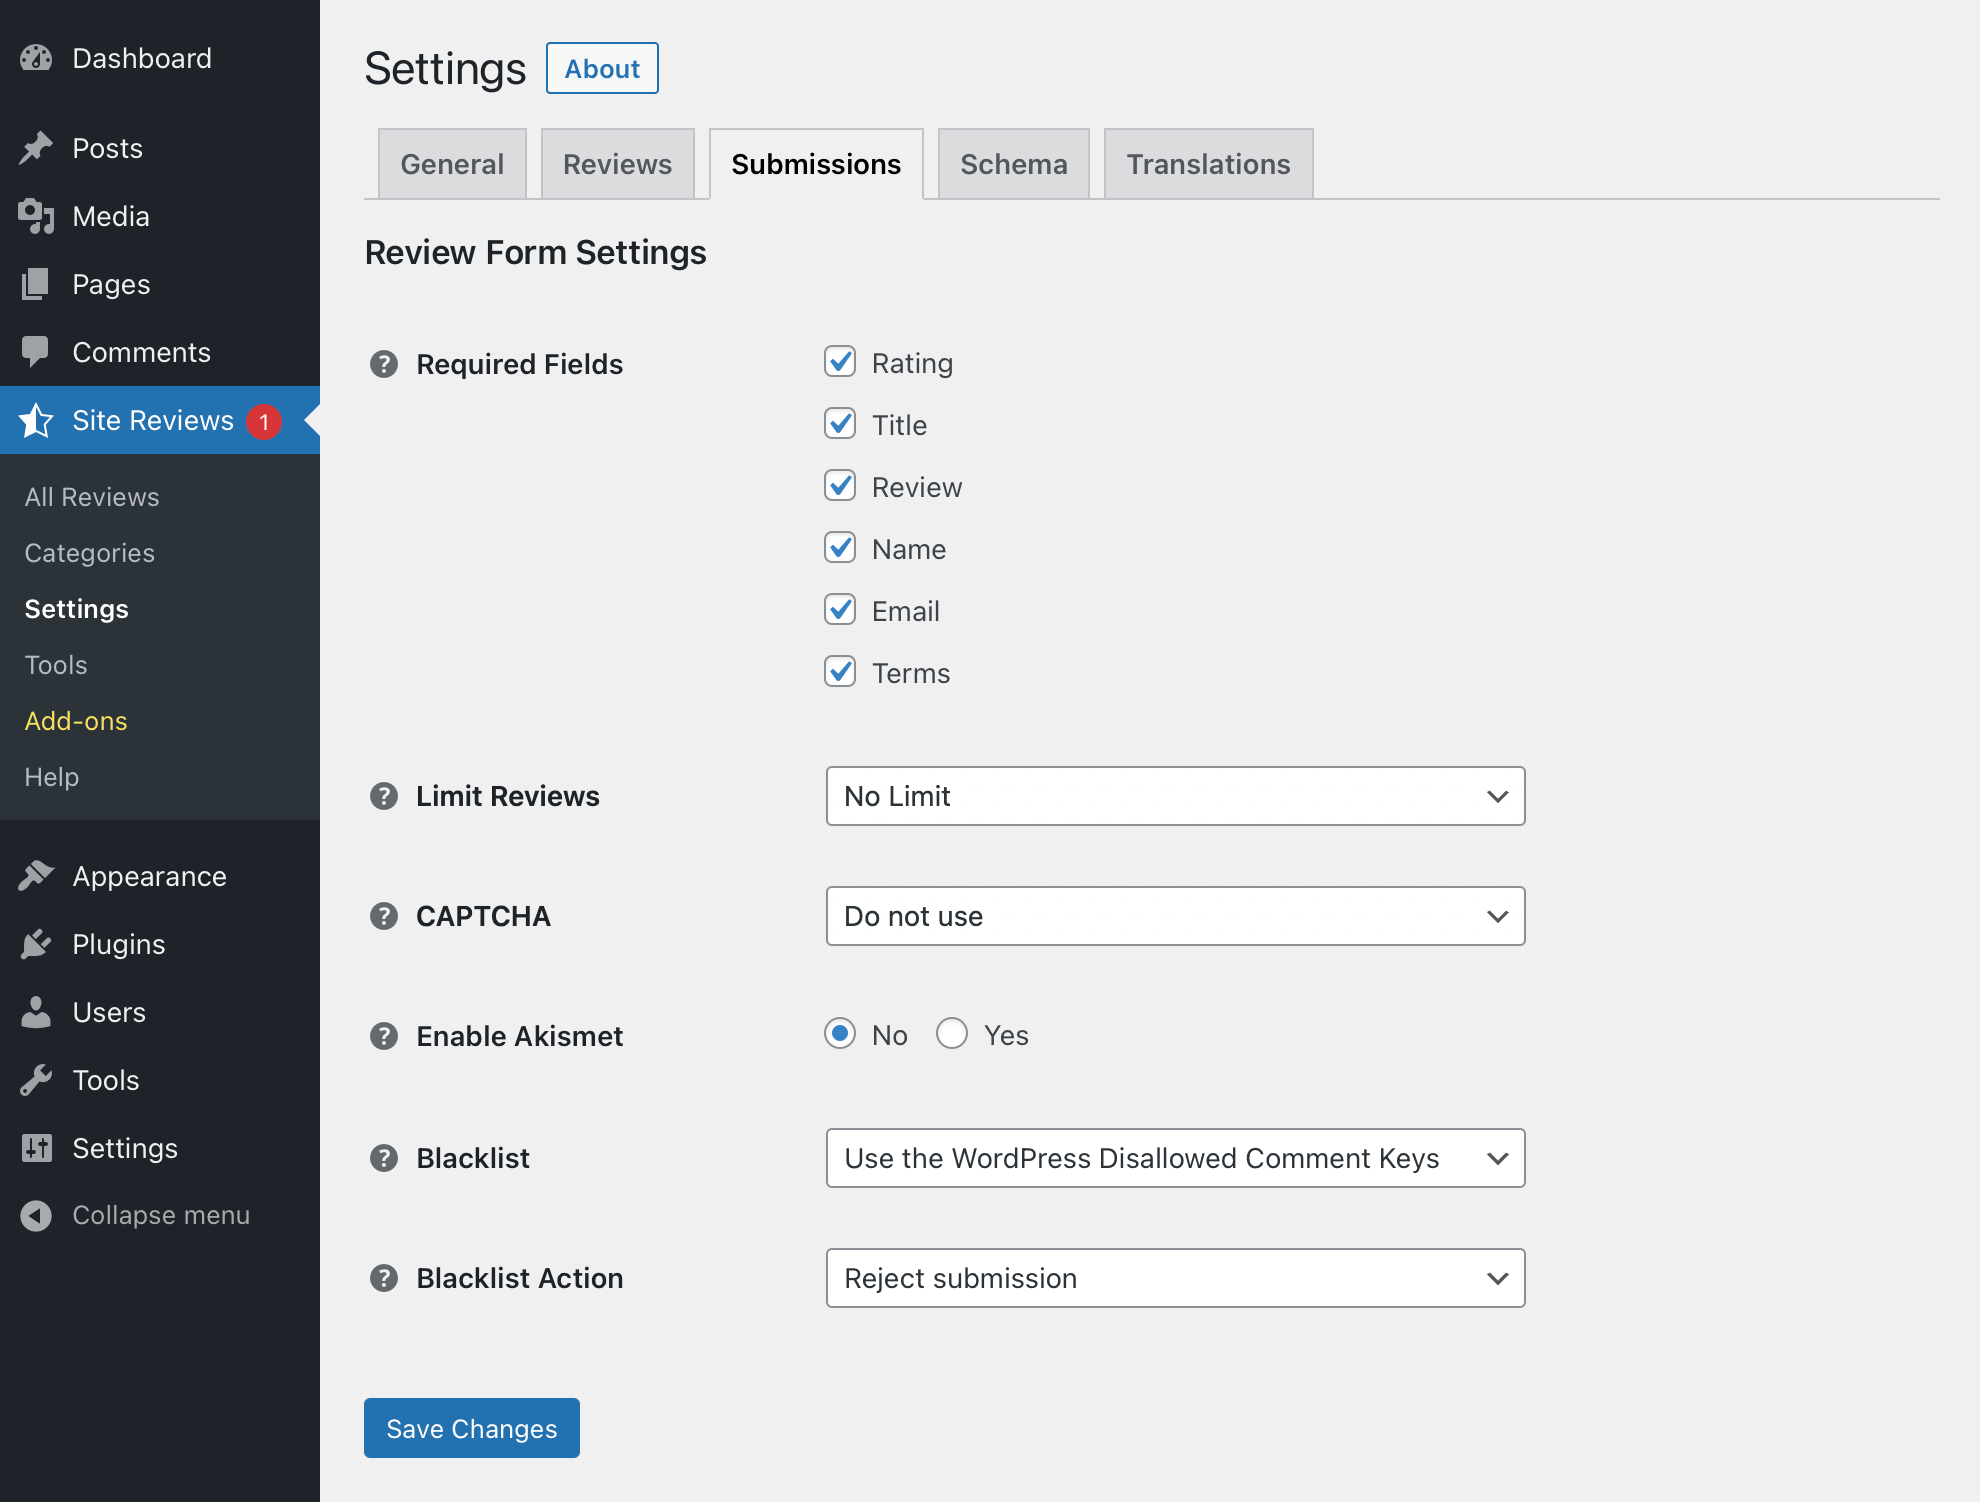 Dashboard
Posts
Media
Pages
Comments
Site Reviews 1
All Reviews
Categories
Settings
Tools
Add-ons
Help
Appearance
Plugins
Users
Tools
Settings
Collapse menu
Settings About
General Reviews Submissions Schema Translations
Review Form Settings
? Required Fields
Rating
Title
Review
Name
Email
Terms
? Limit Reviews No Limit
? CAPTCHA Do not use
? Enable Akismet No Yes
? Blacklist Use the WordPress Disallowed Comment Keys
? Blacklist Action Reject submission
Save Changes